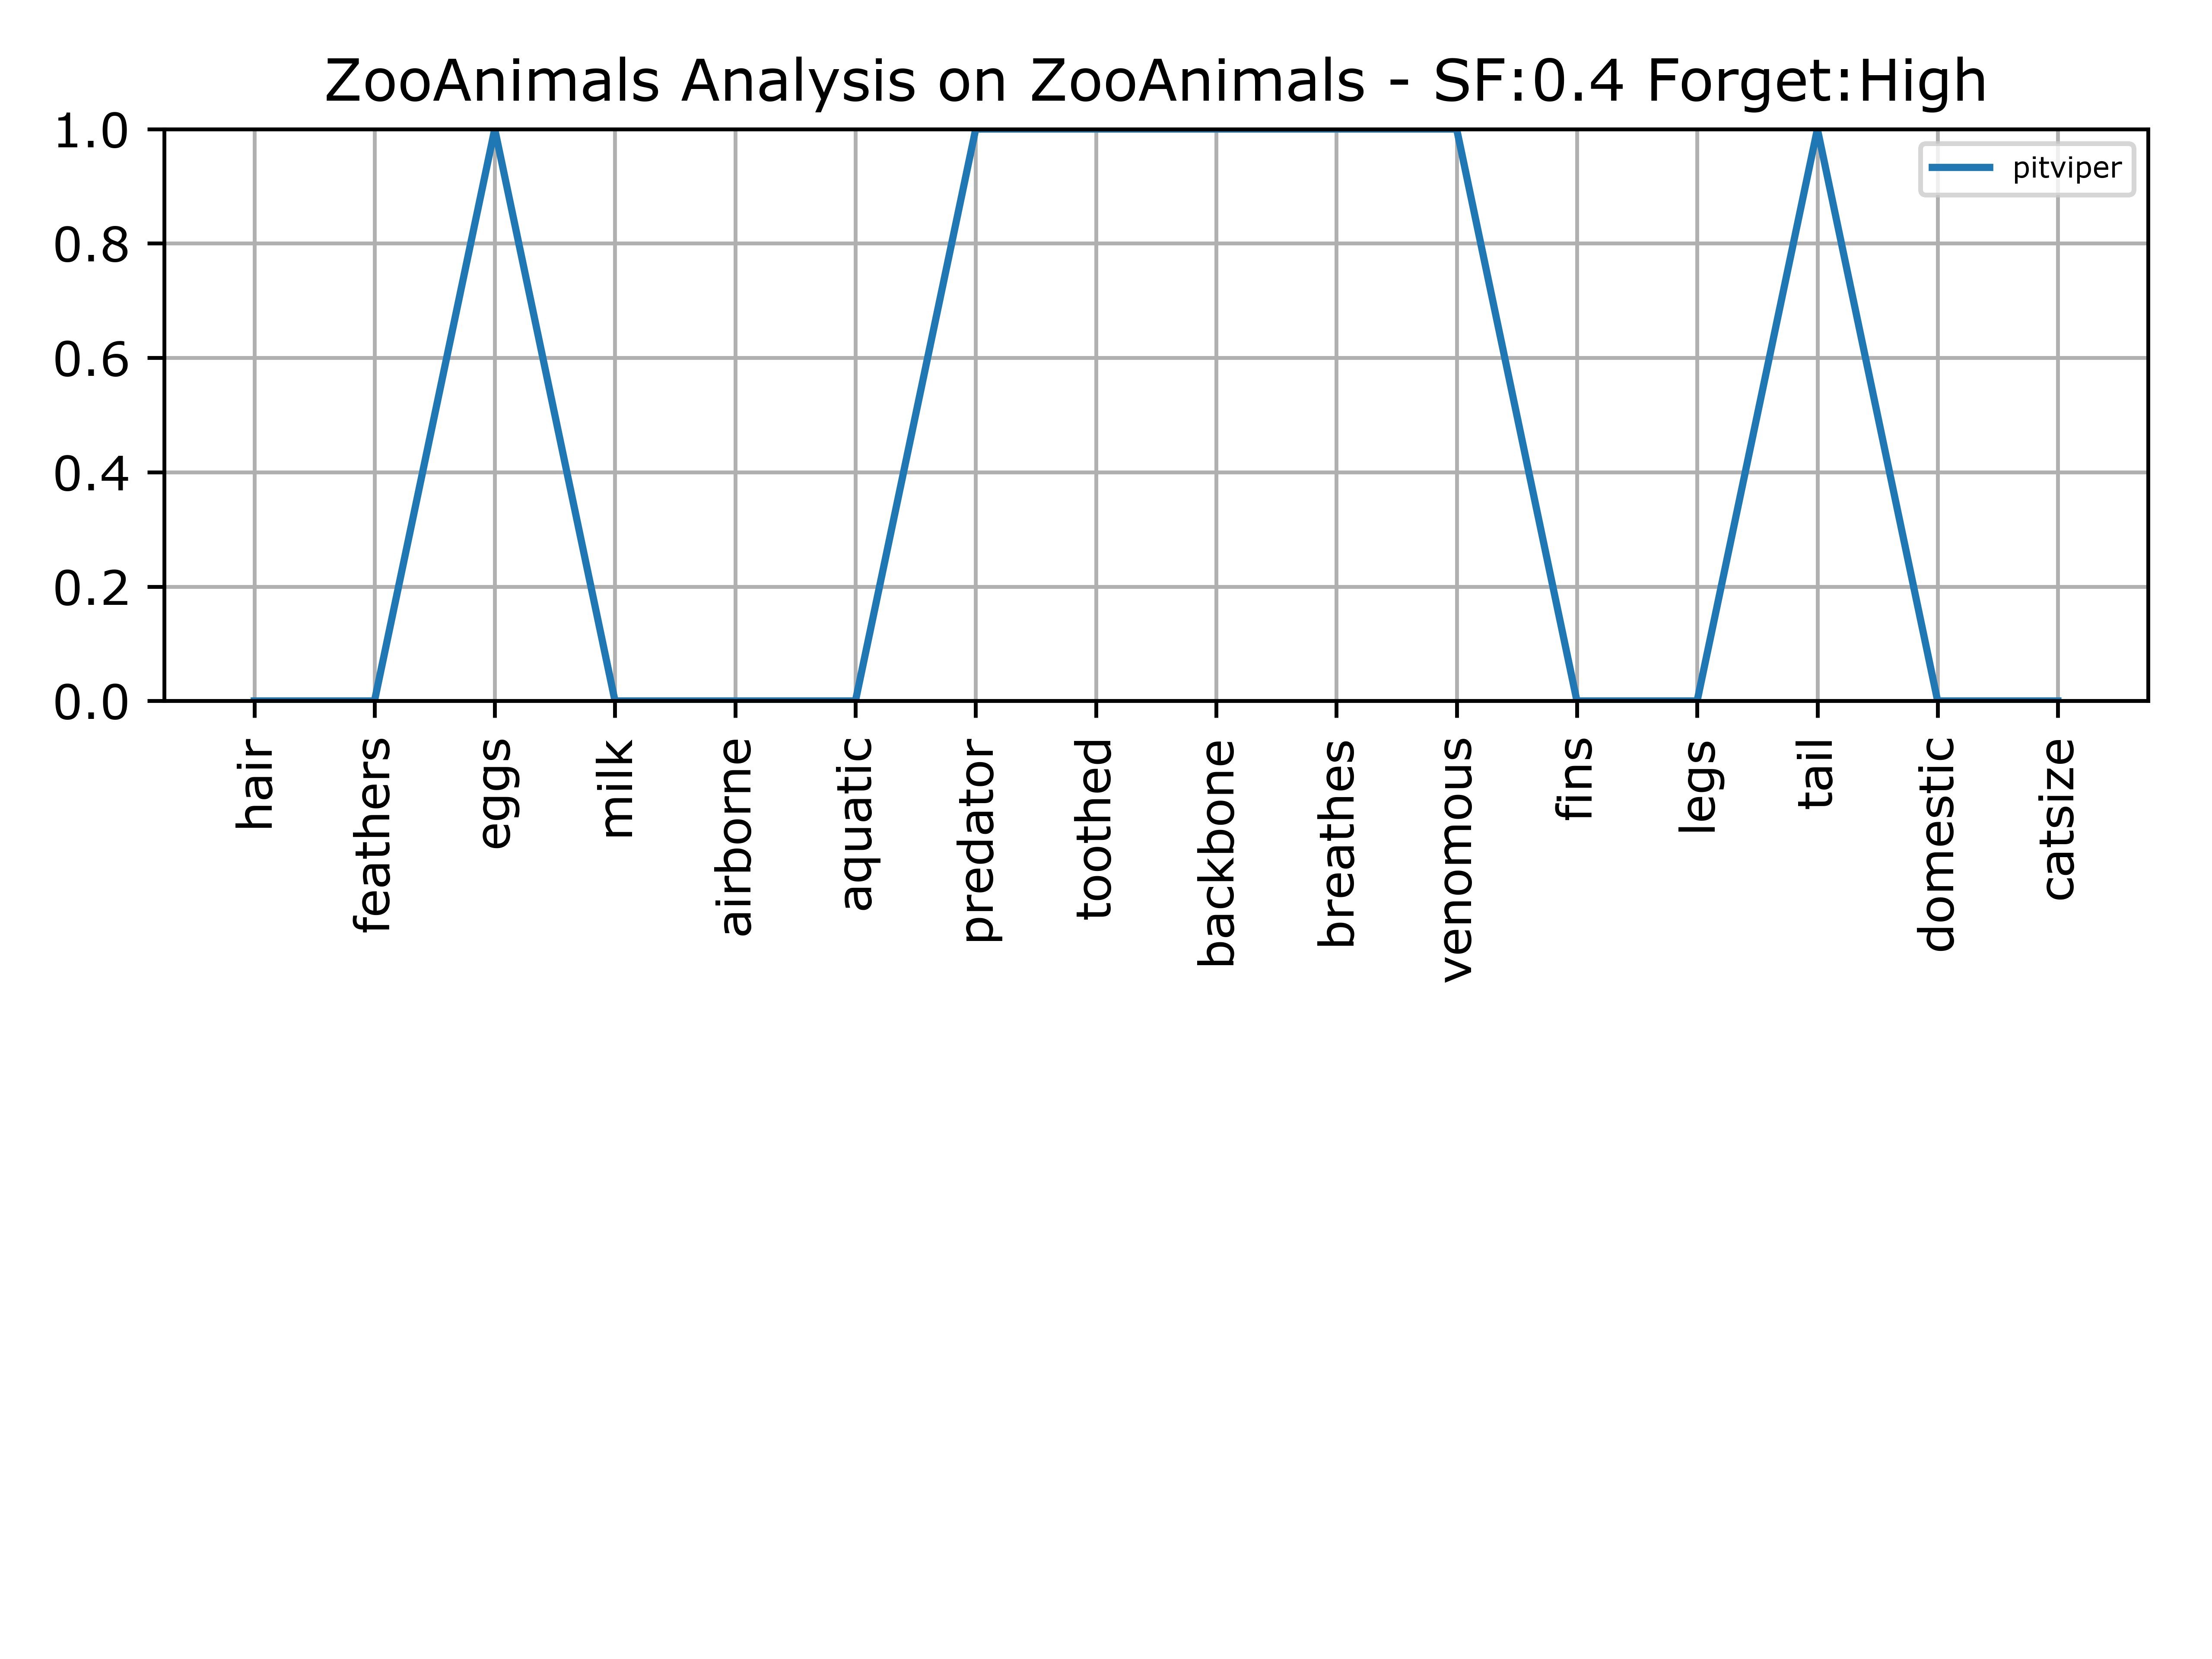 ZooAnimals Analysis on ZooAnimals - SF:0.4 Forget:High
1.0
0.8
0.6
0.4
0.2
0.0
pitviper
hair
feathers
eggs
milk
airborne
aquatic
predator
toothed
backbone
breathes
venomous
fins
legs
tail
domestic
catsize